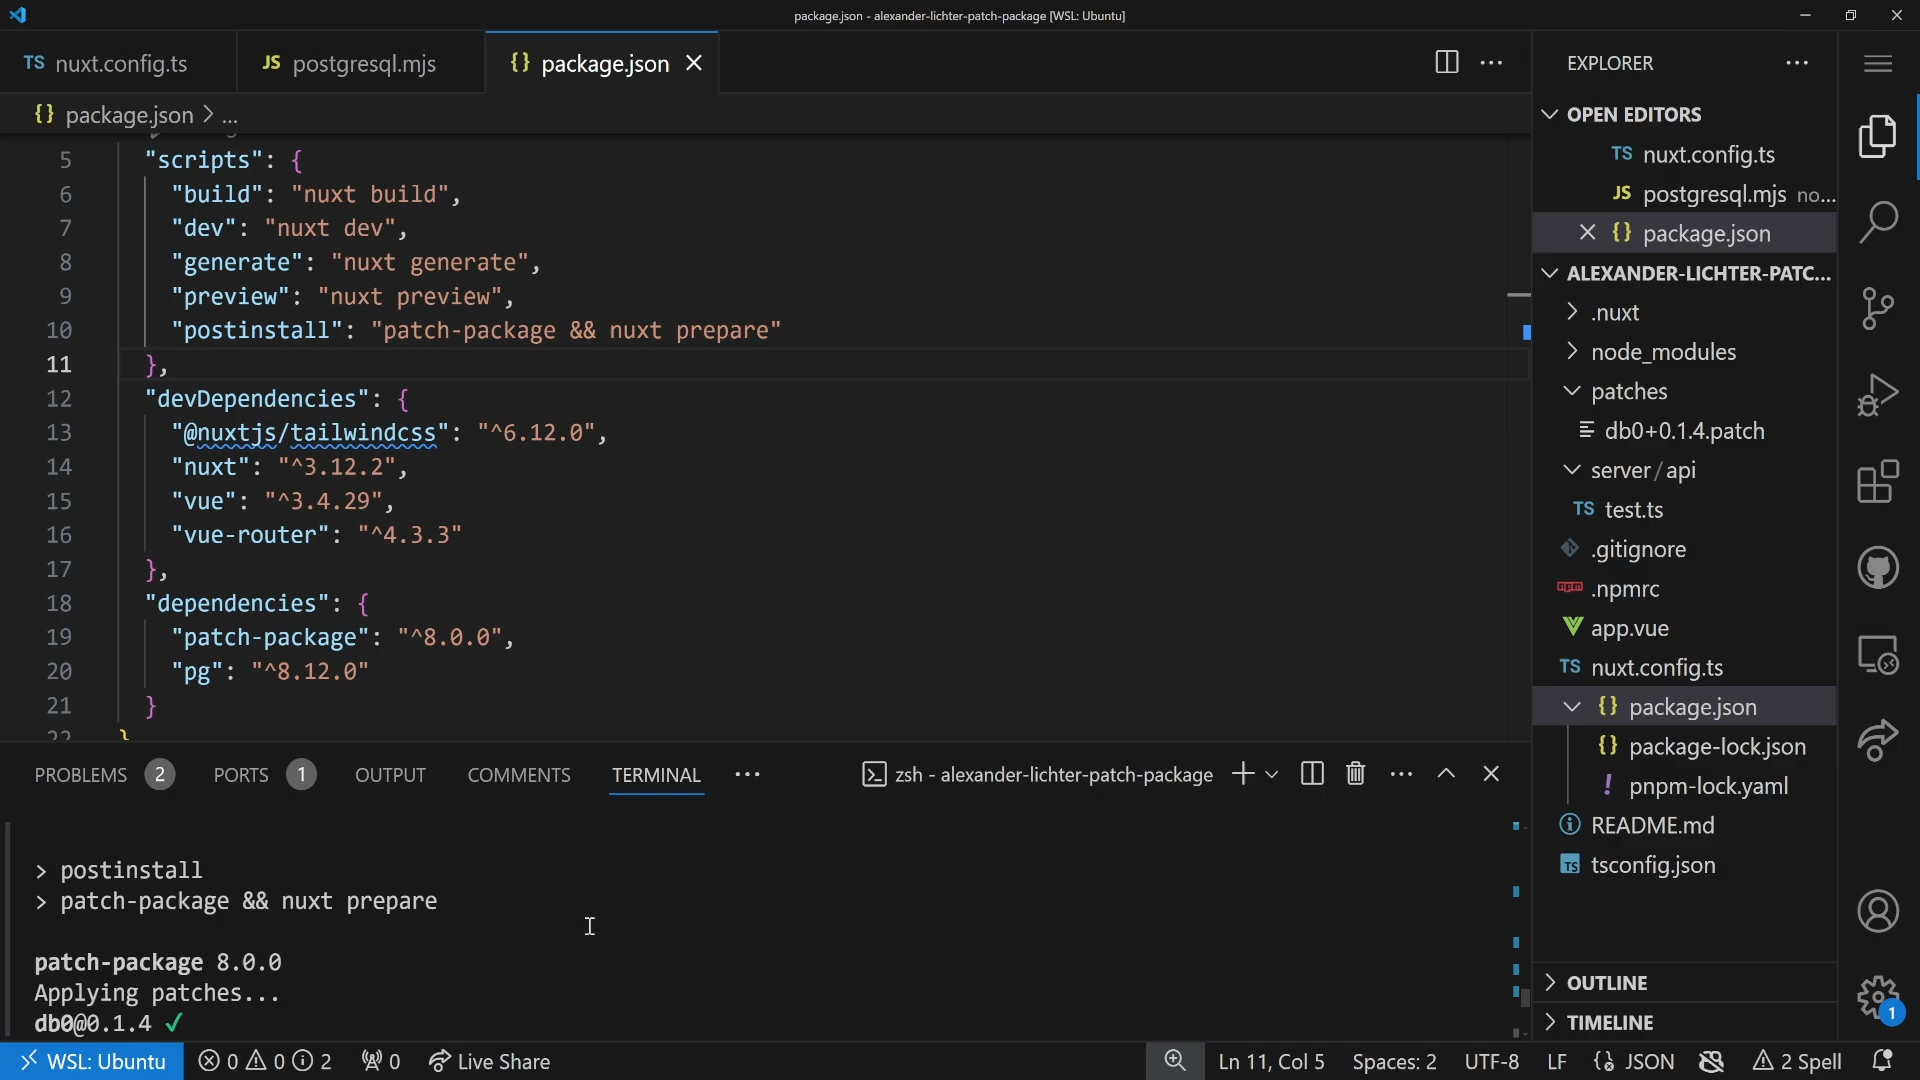 package.json - alexander-lichter-patch-package [WSL: Ubuntu]
TS nuxt.config.ts
JS postgresql.mjs
{} package.json
{} package.json > ...
5 "scripts": {
6 "build": "nuxt build",
7 "dev": "nuxt dev",
8 "generate": "nuxt generate",
9 "preview": "nuxt preview",
10 "postinstall": "patch-package && nuxt prepare"
11 },
12 "devDependencies": {
13 "@nuxtjs/tailwindcss": "^6.12.0",
14 "nuxt": "^3.12.2",
15 "vue": "^3.4.29",
16 "vue-router": "^4.3.3"
17 },
18 "dependencies": {
19 "patch-package": "^8.0.0",
20 "pg": "^8.12.0"
21 }
22 }
PROBLEMS 2
PORTS 1
OUTPUT
COMMENTS
TERMINAL
zsh - alexander-lichter-patch-package
> postinstall
> patch-package && nuxt prepare
patch-package 8.0.0
Applying patches...
db0@0.1.4 ✓
EXPLORER
OPEN EDITORS
TS nuxt.config.ts
JS postgresql.mjs no...
{} package.json
ALEXANDER-LICHTER-PATC...
.nuxt
node_modules
patches
db0+0.1.4.patch
server/api
TS test.ts
.gitignore
npm .npmrc
app.vue
TS nuxt.config.ts
{} package.json
{} package-lock.json
! pnpm-lock.yaml
README.md
TS tsconfig.json
OUTLINE
TIMELINE
1
WSL: Ubuntu
0 0 2
0
Live Share
Ln 11, Col 5
Spaces: 2
UTF-8
LF
JSON
2 Spell